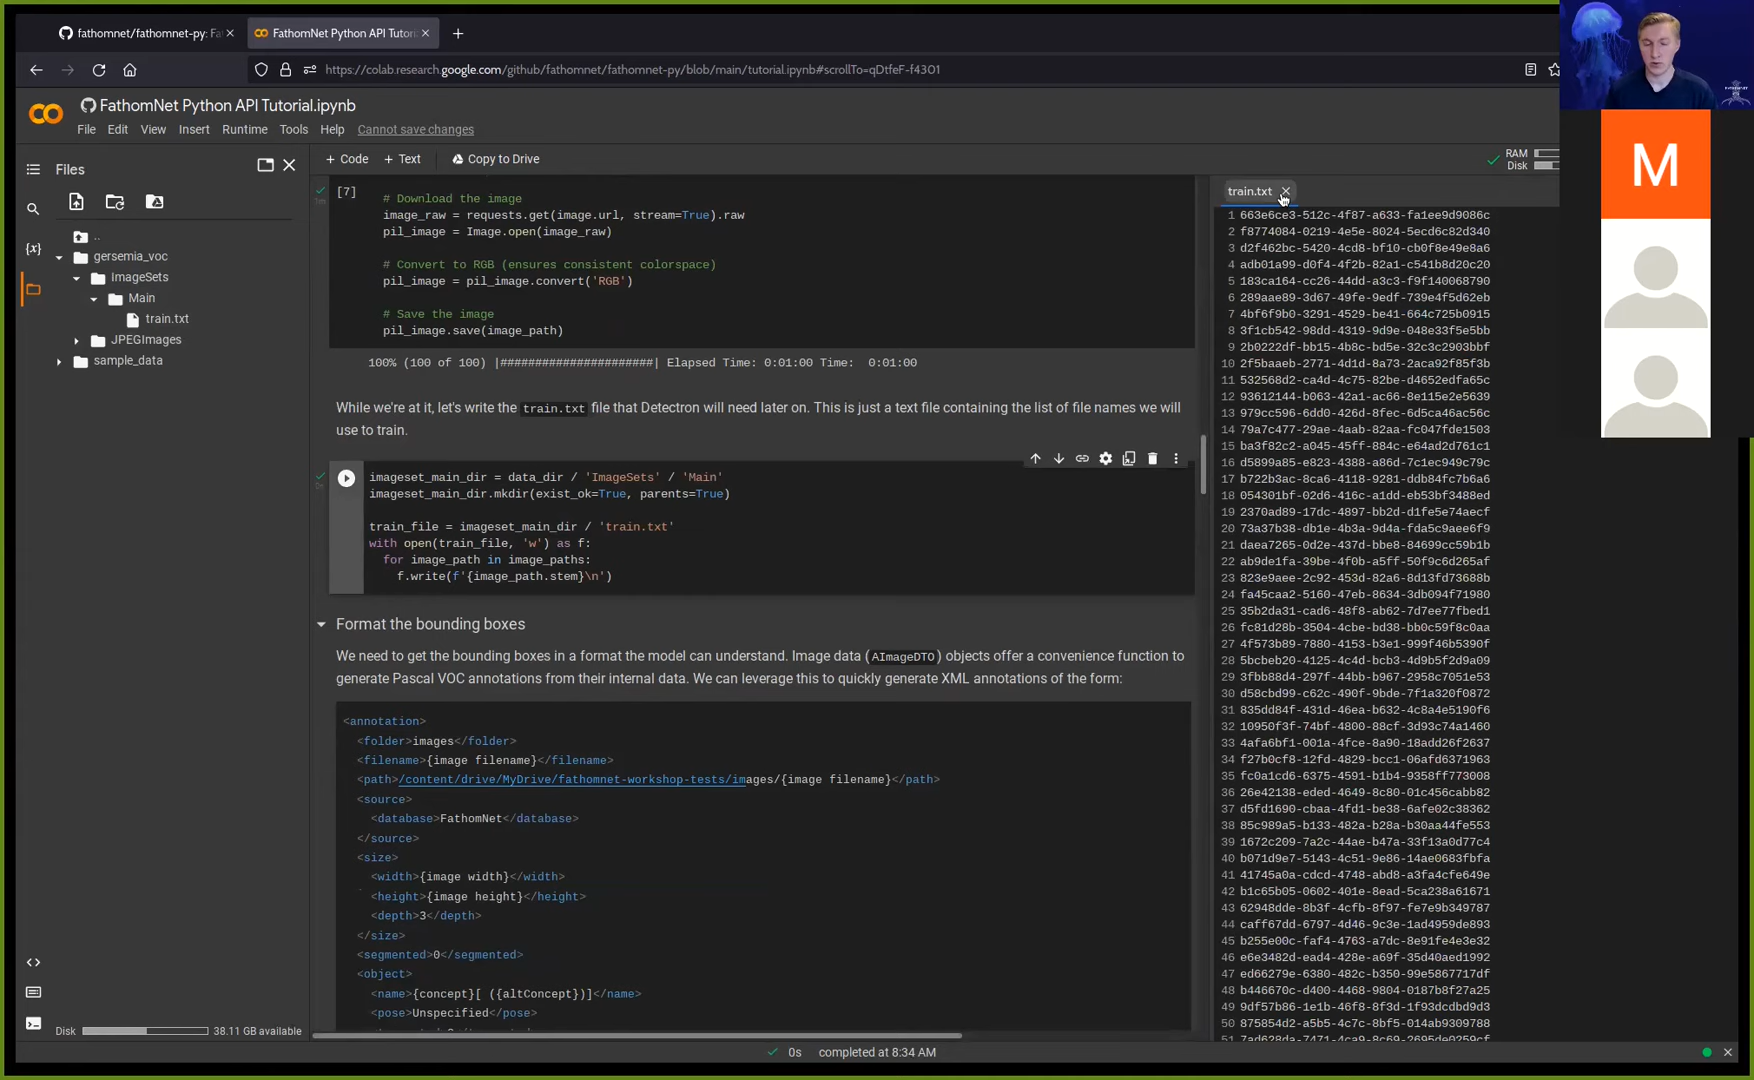 fathomnet/fathomnet-py: Fa
FathomNet Python API Tutori
https://colab.research.google.com/github/fathomnet/fathomnet-py/blob/main/tutorial.ipynb#scrollTo=qDtfeF-f43O1
FathomNet Python API Tutorial.ipynb
File Edit View Insert Runtime Tools Help Cannot save changes
Files
+ Code + Text Copy to Drive
RAM
Disk
..
gersemia_voc
ImageSets
Main
train.txt
JPEGImages
sample_data
[7]
# Download the image
image_raw = requests.get(image.url, stream=True).raw
pil_image = Image.open(image_raw)
# Convert to RGB (ensures consistent colorspace)
pil_image = pil_image.convert('RGB')
# Save the image
pil_image.save(image_path)
100% (100 of 100) |#######################| Elapsed Time: 0:01:00 Time: 0:01:00
While we're at it, let's write the train.txt file that Detectron will need later on. This is just a text file containing the list of file names we will
use to train.
imageset_main_dir = data_dir / 'ImageSets' / 'Main'
imageset_main_dir.mkdir(exist_ok=True, parents=True)
train_file = imageset_main_dir / 'train.txt'
with open(train_file, 'w') as f:
for image_path in image_paths:
f.write(f'{image_path.stem}\n')
Format the bounding boxes
We need to get the bounding boxes in a format the model can understand. Image data ( AImageDTO ) objects offer a convenience function to
generate Pascal VOC annotations from their internal data. We can leverage this to quickly generate XML annotations of the form:
<annotation>
<folder>images</folder>
<filename>{image filename}</filename>
<path>/content/drive/MyDrive/fathomnet-workshop-tests/images/{image filename}</path>
<source>
<database>FathomNet</database>
</source>
<size>
<width>{image width}</width>
<height>{image height}</height>
<depth>3</depth>
</size>
<segmented>0</segmented>
<object>
<name>{concept}[ ({altConcept})]</name>
<pose>Unspecified</pose>
train.txt
1 663e6ce3-512c-4f87-a633-fa1ee9d9086c
2 f8774084-0219-4e5e-8024-5ecd6c82d340
3 d2f462bc-5420-4cd8-bf10-cb0f8e49e8a6
4 adb01a99-d0f4-4f2b-82a1-c541b8d20c20
5 183ca164-cc26-44dd-a3c3-f9f140068790
6 289aae89-3d67-49fe-9edf-739e4f5d62eb
7 4bf6f9b0-3291-4529-be41-664c725b0915
8 3f1cb542-98dd-4319-9d9e-048e33f5e5bb
9 2b0222df-bb15-4b8c-bd5e-32c3c2903bbf
10 2f5baaeb-2771-4d1d-8a73-2aca92f85f3b
11 532568d2-ca4d-4c75-82be-d4652edfa65c
12 93612144-b063-42a1-ac66-8e115e2e5639
13 979cc596-6dd0-426d-8fec-6d5ca46ac56c
14 79a7c477-29ae-4aab-82aa-fc047fde1503
15 ba3f82c2-a045-45ff-884c-e64ad2d761c1
16 d5899a85-e823-4388-a86d-7c1ec949c79c
17 b722b3ac-8ca6-4118-9281-ddb84fc7b6a6
18 054301bf-02d6-416c-a1dd-eb53bf3488ed
19 2370ad89-17dc-4897-bb2d-d1fe5e74aecf
20 73a37b38-db1e-4b3a-9d4a-fda5c9aee6f9
21 daea7265-0d2e-437d-bbe8-84699cc59b1b
22 ab9de1fa-39be-4f0b-a5ff-50f9c6d265af
23 823e9aee-2c92-453d-82a6-8d13fd73688b
24 fa45caa2-5160-47eb-8634-3db094f71980
25 35b2da31-cad6-48f8-ab62-7d7ee77fbed1
26 fc81d28b-3504-4cbe-bd38-bb0c59f8c0aa
27 4f573b89-7880-4153-b3e1-999f46b5390f
28 5bcbeb20-4125-4c4d-bcb3-4d9b5f2d9a09
29 3fbb88d4-297f-44bb-b967-2958c7051e53
30 d58cbd99-c62c-490f-9bde-7f1a320f0872
31 835dd84f-431d-46ea-b632-4c8a4e5190f6
32 10950f3f-74bf-4800-88cf-3d93c74a1460
33 4afa6bf1-001a-4fce-8a90-18add26f2637
34 f27b0cf8-12fd-4829-bcc1-06afd6371963
35 fc0a1cd6-6375-4591-b1b4-9358ff773008
36 26e42138-eded-4649-8c80-01c456cabb82
37 d5fd1690-cbaa-4fd1-be38-6afe02c38362
38 85c989a5-b133-482a-b28a-b30aa44fe553
39 1672c209-7a2c-44ae-b47a-33f13a0d77c4
40 b071d9e7-5143-4c51-9e86-14ae0683fbfa
41 41745a0a-cdcd-4748-abd8-a3fa4cfe649e
42 b1c65b05-0602-401e-8ead-5ca238a61671
43 62948dde-8b3f-4cfb-8f97-fe7e9b349787
44 caff67dd-6797-4d46-9c3e-1ad4959de893
45 b255e00c-faf4-4763-a7dc-8e91fe4e3e32
46 e6e3482d-ead4-428e-a69f-35d40aed1992
47 ed66279e-6380-482c-b350-99e5867717df
48 b446670c-d400-4468-9804-0187b8f27a25
49 9df57b86-1e1b-46f8-8f3d-1f93dcdbd9d3
50 875854d2-a5b5-4c7c-8bf5-014ab9309788
51 7ad628da-7471-4ca9-8c69-2695de0259cf
M
Disk 38.11 GB available
0s completed at 8:34 AM